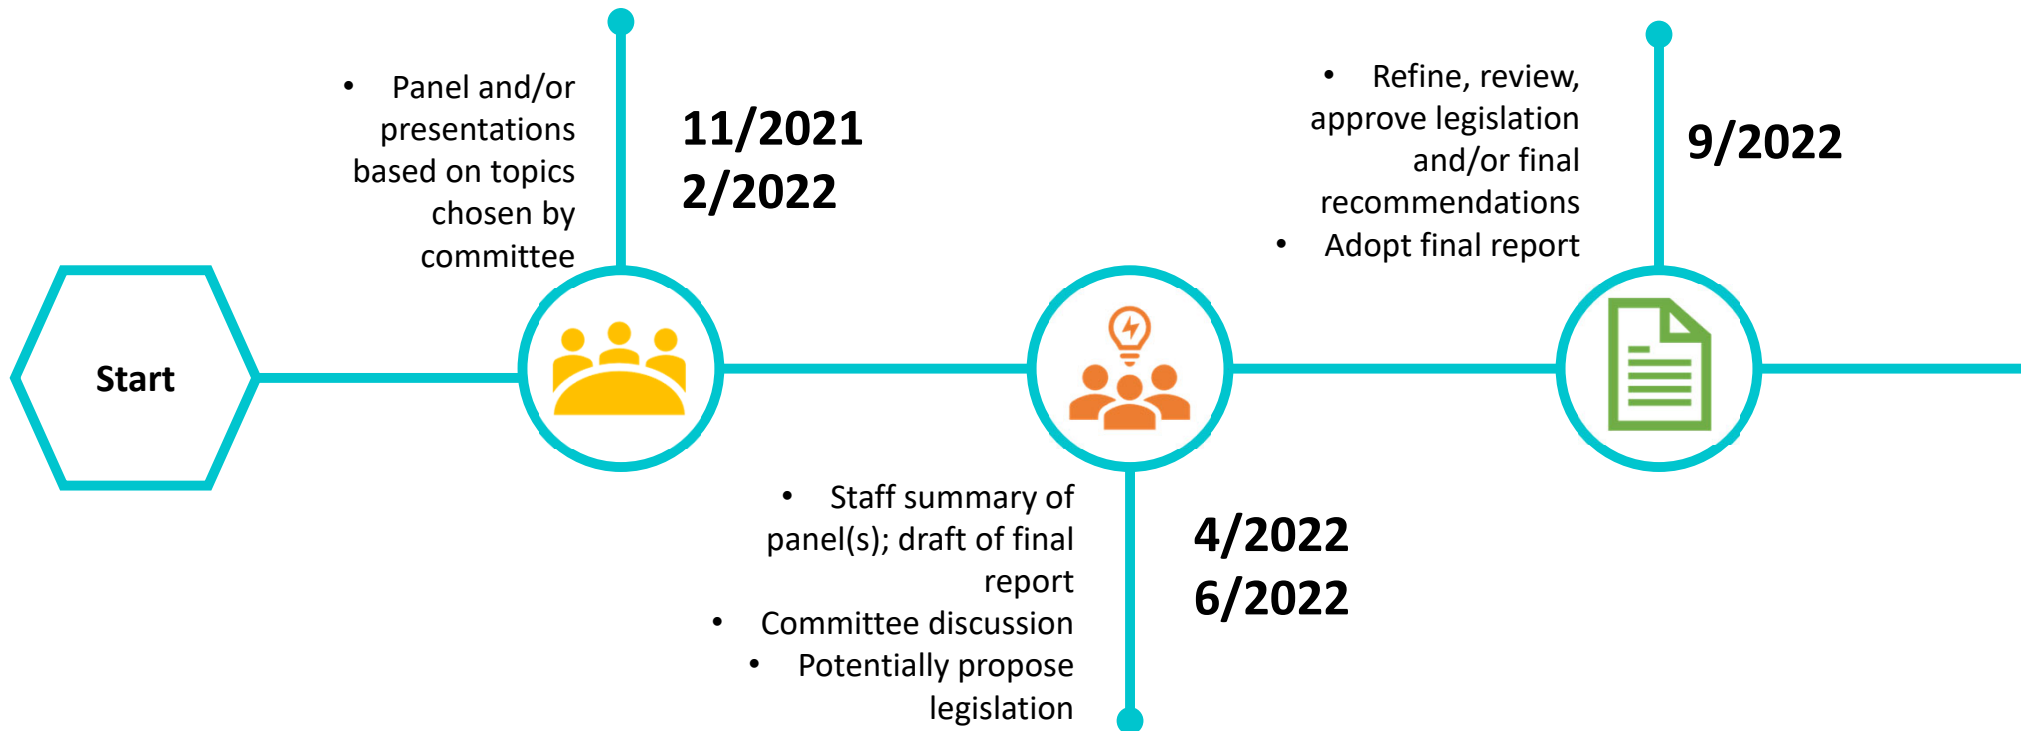 Start
• Panel and/or
presentations
based on topics
chosen by
committee
11/2021
2/2022
• Staff summary of
panel(s); draft of final
report
• Committee discussion
• Potentially propose
legislation
4/2022
6/2022
• Refine, review,
approve legislation
and/or final
recommendations
• Adopt final report
9/2022